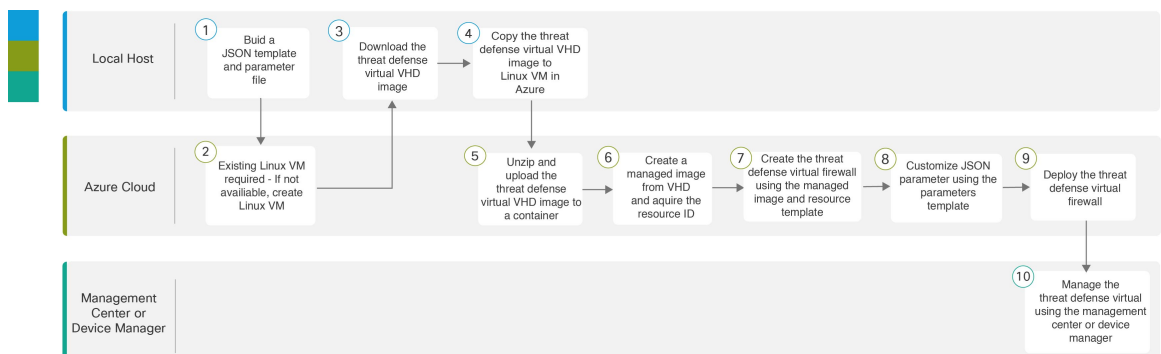 Local Host
1
Buid a
JSON template
and parameter
file
3
Download the
threat defense
virtual VHD
image
4
Copy the threat
defense virtual VHD
image to
Linux VM in
Azure
Azure Cloud
2
Existing Linux VM
required - If not
availiable, create
Linux VM
5
Unzip and
upload the
threat defense
virtual VHD image to
a container
6
Create a
managed image
from VHD
and aquire the
resource ID
7
Create the threat
defense virtual firewall
using the managed
image and resource
template
8
Customize JSON
parameter using the
parameters
template
9
Deploy the threat
defense virtual
firewall
Management
Center or
Device Manager
10
Manage the
threat defense virtual
using the management
center or device
manager